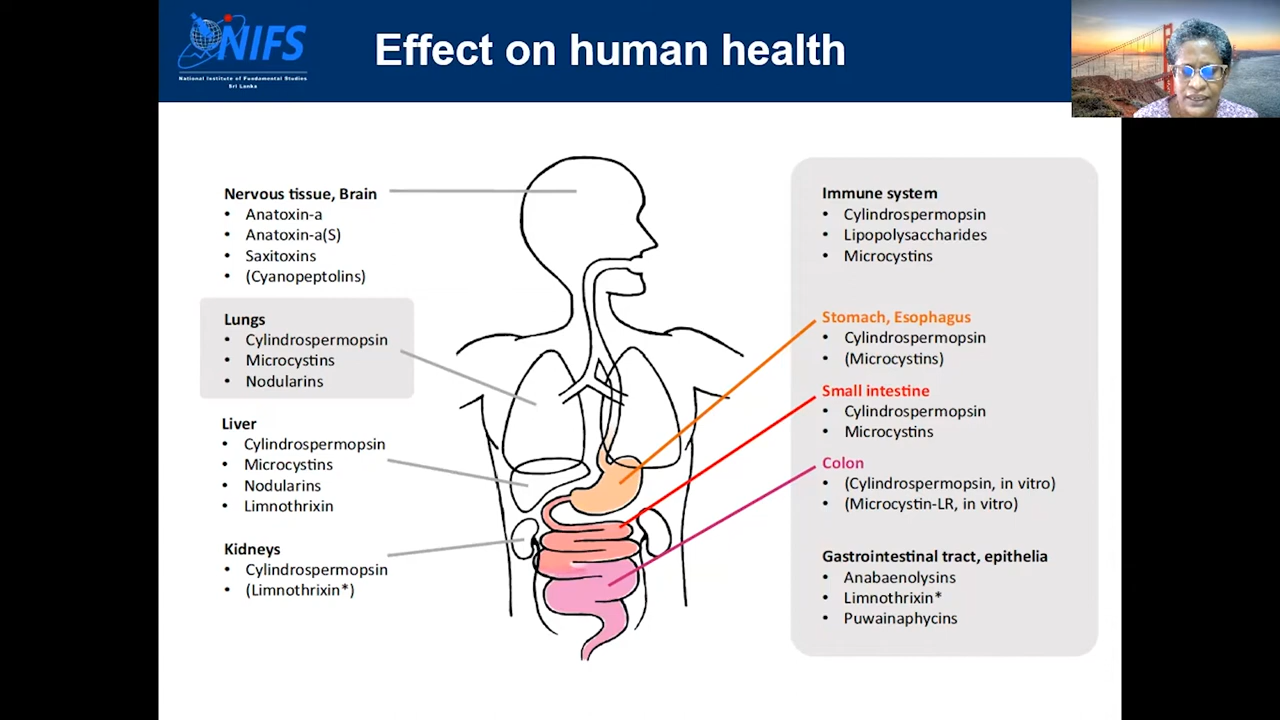 NIFS
National Institute of Fundamental Studies
Sri Lanka
Effect on human health
Nervous tissue, Brain
• Anatoxin-a
• Anatoxin-a(S)
• Saxitoxins
• (Cyanopeptolins)
Lungs
• Cylindrospermopsin
• Microcystins
• Nodularins
Liver
• Cylindrospermopsin
• Microcystins
• Nodularins
• Limnothrixin
Kidneys
• Cylindrospermopsin
• (Limnothrixin*)
Immune system
• Cylindrospermopsin
• Lipopolysaccharides
• Microcystins
Stomach, Esophagus
• Cylindrospermopsin
• (Microcystins)
Small intestine
• Cylindrospermopsin
• Microcystins
Colon
• (Cylindrospermopsin, in vitro)
• (Microcystin-LR, in vitro)
Gastrointestinal tract, epithelia
• Anabaenolysins
• Limnothrixin*
• Puwainaphycins